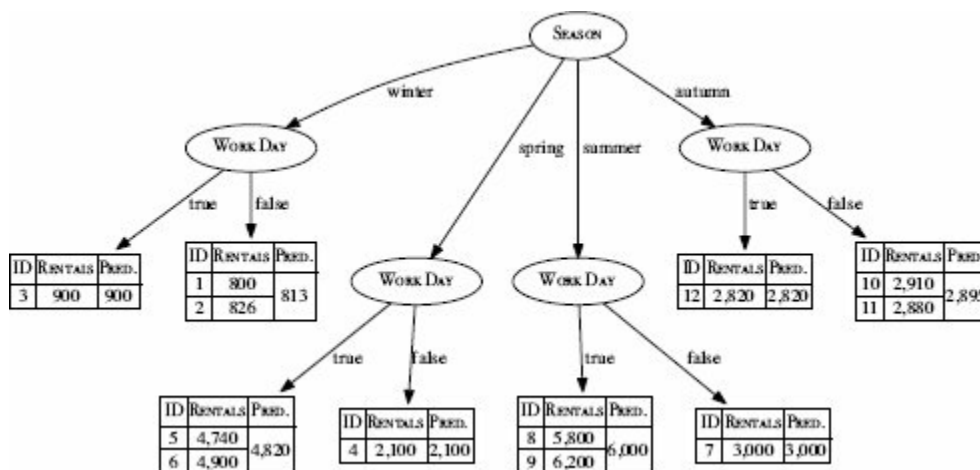 SEASON
winter
autumn
WORK DAY
spring
summer
WORK DAY
true
false
true
false
ID RENTALS PRED.
3 900 900
ID RENTALS PRED.
1 800 813
2 826
WORK DAY
WORK DAY
ID RENTALS PRED.
12 2,820 2,820
ID RENTALS PRED.
10 2,910
11 2,880
true
false
true
false
ID RENTALS PRED.
5 4,740 4,820
6 4,900
ID RENTALS PRED.
4 2,100 2,100
ID RENTALS PRED.
8 5,800 6,000
9 6,200
ID RENTALS PRED.
7 3,000 3,000